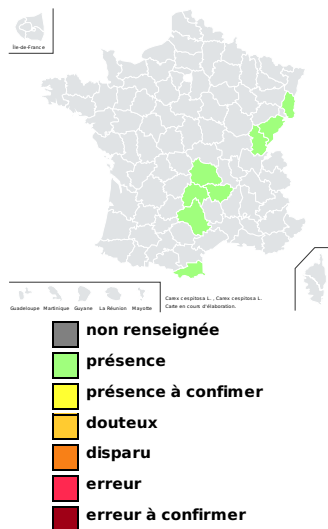 Île-de-France
Guadeloupe Martinique Guyane La Réunion Mayotte
Carex cespitosa L. , Carex cespitosa L.
Carte en cours d'élaboration.
non renseignée
présence
présence à confimer
douteux
disparu
erreur
erreur à confirmer